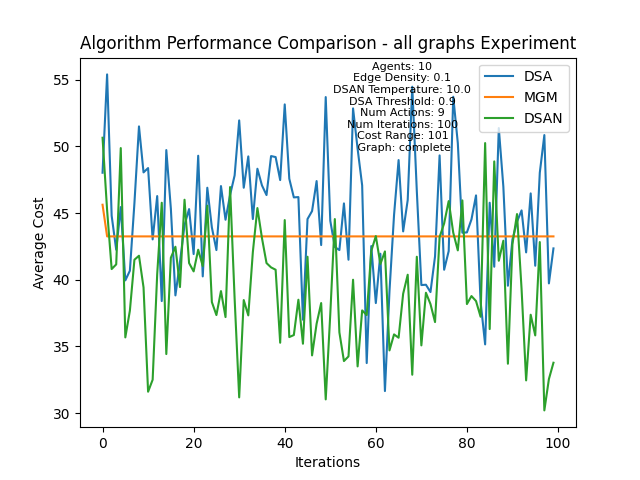 Algorithm Performance Comparison - all graphs Experiment
Agents: 10
Edge Density: 0.1
DSAN Temperature: 10.0
DSA Threshold: 0.9
Num Actions: 9
Num Iterations: 100
Cost Range: 101
Graph: complete
DSA
MGM
DSAN
Average Cost
55
50
45
40
35
30
0
20
40
60
80
100
Iterations